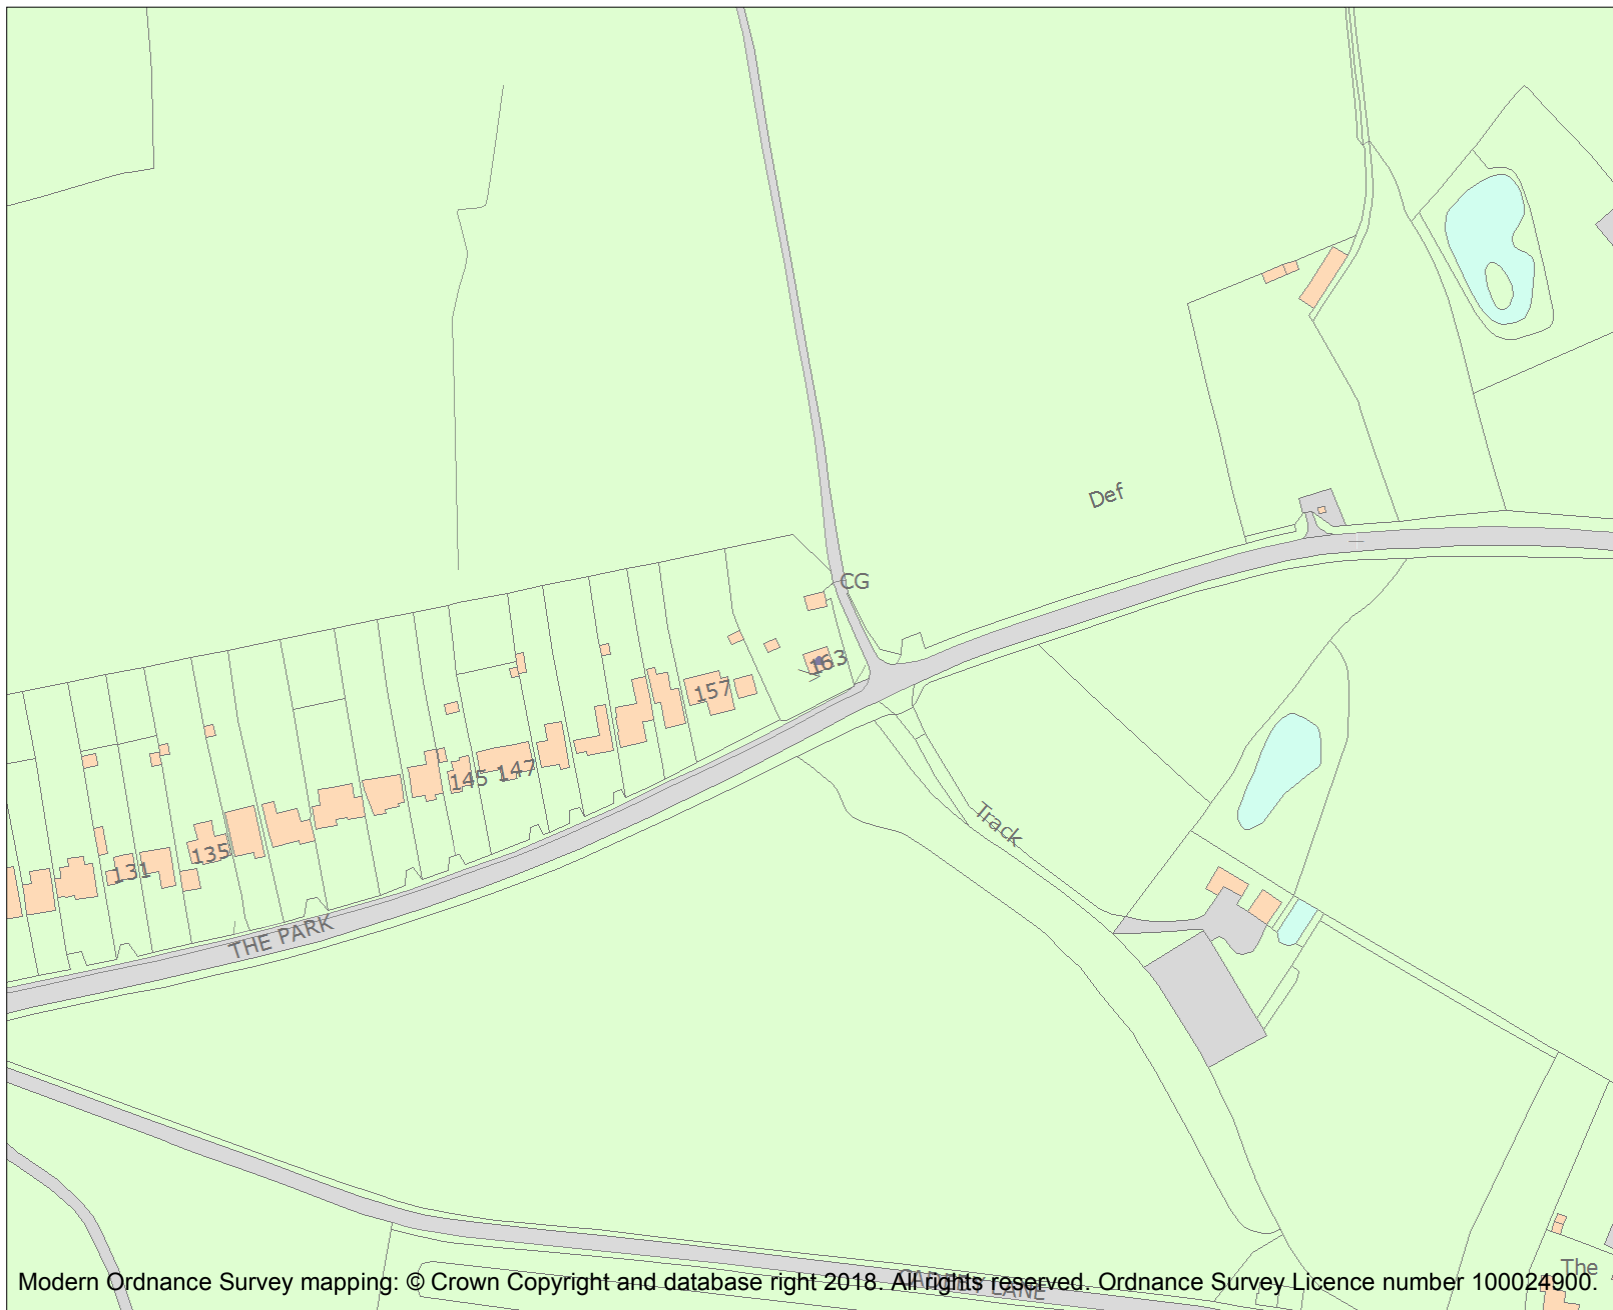 Def
CG
163
157
145 147
135
131
Track
THE PARK
LANE
The
Modern Ordnance Survey mapping: © Crown Copyright and database right 2018. All rights reserved. Ordnance Survey Licence number 100024900.